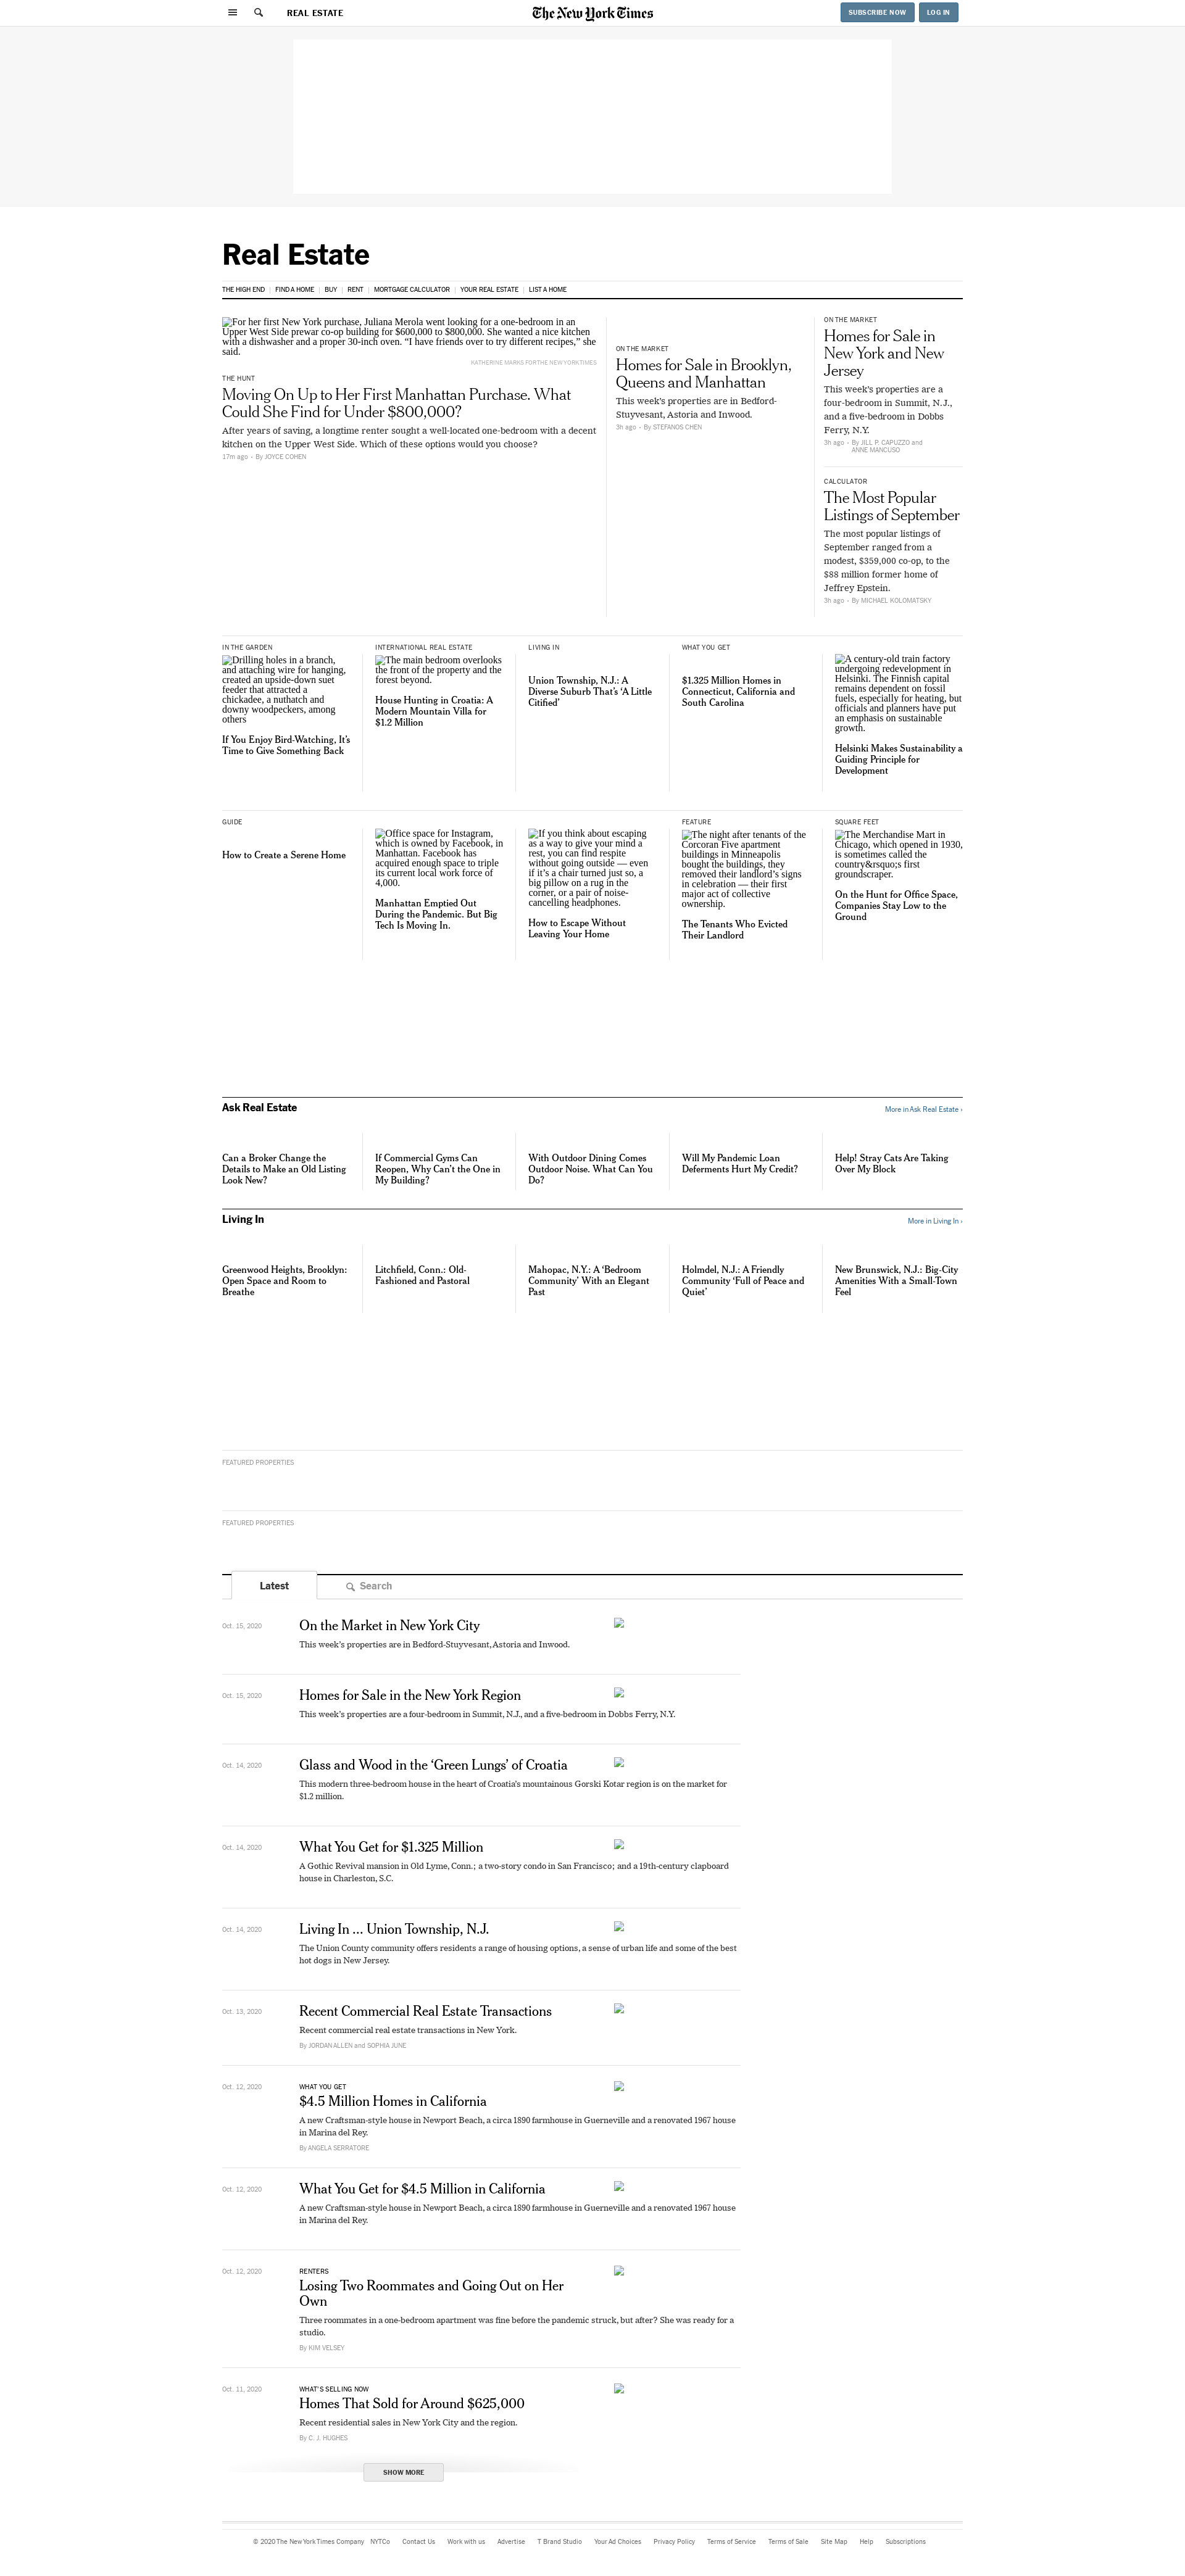 REAL ESTATE
The New York Times
SUBSCRIBE NOW
LOG IN
Real Estate
THE HIGH END | FIND A HOME | BUY | RENT | MORTGAGE CALCULATOR | YOUR REAL ESTATE | LIST A HOME
For her first New York purchase, Juliana Merola went looking for a one-bedroom in an
Upper West Side prewar co-op building for $600,000 to $800,000. She wanted a nice kitchen
with a dishwasher and a proper 30-inch oven. “I have friends over to try different recipes,” she
said.
KATHERINE MARKS FOR THE NEW YORK TIMES
THE HUNT
Moving On Up to Her First Manhattan Purchase. What
Could She Find for Under $800,000?
After years of saving, a longtime renter sought a well-located one-bedroom with a decent
kitchen on the Upper West Side. Which of these options would you choose?
17m ago • By JOYCE COHEN
ON THE MARKET
Homes for Sale in Brooklyn,
Queens and Manhattan
This week's properties are in Bedford-
Stuyvesant, Astoria and Inwood.
3h ago • By STEFANOS CHEN
ON THE MARKET
Homes for Sale in
New York and New
Jersey
This week's properties are a
four-bedroom in Summit, N.J.,
and a five-bedroom in Dobbs
Ferry, N.Y.
3h ago • By JILL P. CAPUZZO and
ANNE MANCUSO
CALCULATOR
The Most Popular
Listings of September
The most popular listings of
September ranged from a
modest, $359,000 co-op, to the
$88 million former home of
Jeffrey Epstein.
3h ago • By MICHAEL KOLOMATSKY
IN THE GARDEN
Drilling holes in a branch,
and attaching wire for hanging,
created an upside-down suet
feeder that attracted a
chickadee, a nuthatch and
downy woodpeckers, among
others
If You Enjoy Bird-Watching, It’s
Time to Give Something Back
INTERNATIONAL REAL ESTATE
The main bedroom overlooks
the front of the property and the
forest beyond.
House Hunting in Croatia: A
Modern Mountain Villa for
$1.2 Million
LIVING IN
Union Township, N.J.: A
Diverse Suburb That’s ‘A Little
Citified’
WHAT YOU GET
$1.325 Million Homes in
Connecticut, California and
South Carolina
A century-old train factory
undergoing redevelopment in
Helsinki. The Finnish capital
remains dependent on fossil
fuels, especially for heating, but
officials and planners have put
an emphasis on sustainable
growth.
Helsinki Makes Sustainability a
Guiding Principle for
Development
GUIDE
How to Create a Serene Home
Office space for Instagram,
which is owned by Facebook, in
Manhattan. Facebook has
acquired enough space to triple
its current local work force of
4,000.
Manhattan Emptied Out
During the Pandemic. But Big
Tech Is Moving In.
If you think about escaping
as a way to give your mind a
rest, you can find respite
without going outside — even
if it’s a chair turned just so, a
big pillow on a rug in the
corner, or a pair of noise-
cancelling headphones.
How to Escape Without
Leaving Your Home
FEATURE
The night after tenants of the
Corcoran Five apartment
buildings in Minneapolis
bought the buildings, they
removed their landlord’s signs
in celebration — their first
major act of collective
ownership.
The Tenants Who Evicted
Their Landlord
SQUARE FEET
The Merchandise Mart in
Chicago, which opened in 1930,
is sometimes called the
country&rsquo;s first
groundscraper.
On the Hunt for Office Space,
Companies Stay Low to the
Ground
Ask Real Estate
More in Ask Real Estate ›
Can a Broker Change the
Details to Make an Old Listing
Look New?
If Commercial Gyms Can
Reopen, Why Can’t the One in
My Building?
With Outdoor Dining Comes
Outdoor Noise. What Can You
Do?
Will My Pandemic Loan
Deferments Hurt My Credit?
Help! Stray Cats Are Taking
Over My Block
Living In
More in Living In ›
Greenwood Heights, Brooklyn:
Open Space and Room to
Breathe
Litchfield, Conn.: Old-
Fashioned and Pastoral
Mahopac, N.Y.: A ‘Bedroom
Community’ With an Elegant
Past
Holmdel, N.J.: A Friendly
Community ‘Full of Peace and
Quiet’
New Brunswick, N.J.: Big-City
Amenities With a Small-Town
Feel
FEATURED PROPERTIES
FEATURED PROPERTIES
Latest
Search
Oct. 15, 2020
On the Market in New York City
This week’s properties are in Bedford-Stuyvesant, Astoria and Inwood.
Oct. 15, 2020
Homes for Sale in the New York Region
This week’s properties are a four-bedroom in Summit, N.J., and a five-bedroom in Dobbs Ferry, N.Y.
Oct. 14, 2020
Glass and Wood in the ‘Green Lungs’ of Croatia
This modern three-bedroom house in the heart of Croatia’s mountainous Gorski Kotar region is on the market for
$1.2 million.
Oct. 14, 2020
What You Get for $1.325 Million
A Gothic Revival mansion in Old Lyme, Conn.; a two-story condo in San Francisco; and a 19th-century clapboard
house in Charleston, S.C.
Oct. 14, 2020
Living In ... Union Township, N.J.
The Union County community offers residents a range of housing options, a sense of urban life and some of the best
hot dogs in New Jersey.
Oct. 13, 2020
Recent Commercial Real Estate Transactions
Recent commercial real estate transactions in New York.
By JORDAN ALLEN and SOPHIA JUNE
Oct. 12, 2020
WHAT YOU GET
$4.5 Million Homes in California
A new Craftsman-style house in Newport Beach, a circa 1890 farmhouse in Guerneville and a renovated 1967 house
in Marina del Rey.
By ANGELA SERRATORE
Oct. 12, 2020
What You Get for $4.5 Million in California
A new Craftsman-style house in Newport Beach, a circa 1890 farmhouse in Guerneville and a renovated 1967 house
in Marina del Rey.
Oct. 12, 2020
RENTERS
Losing Two Roommates and Going Out on Her
Own
Three roommates in a one-bedroom apartment was fine before the pandemic struck, but after? She was ready for a
studio.
By KIM VELSEY
Oct. 11, 2020
WHAT’S SELLING NOW
Homes That Sold for Around $625,000
Recent residential sales in New York City and the region.
By C. J. HUGHES
SHOW MORE
© 2020 The New York Times Company NYTCo Contact Us Work with us Advertise T Brand Studio Your Ad Choices Privacy Policy Terms of Service Terms of Sale Site Map Help Subscriptions